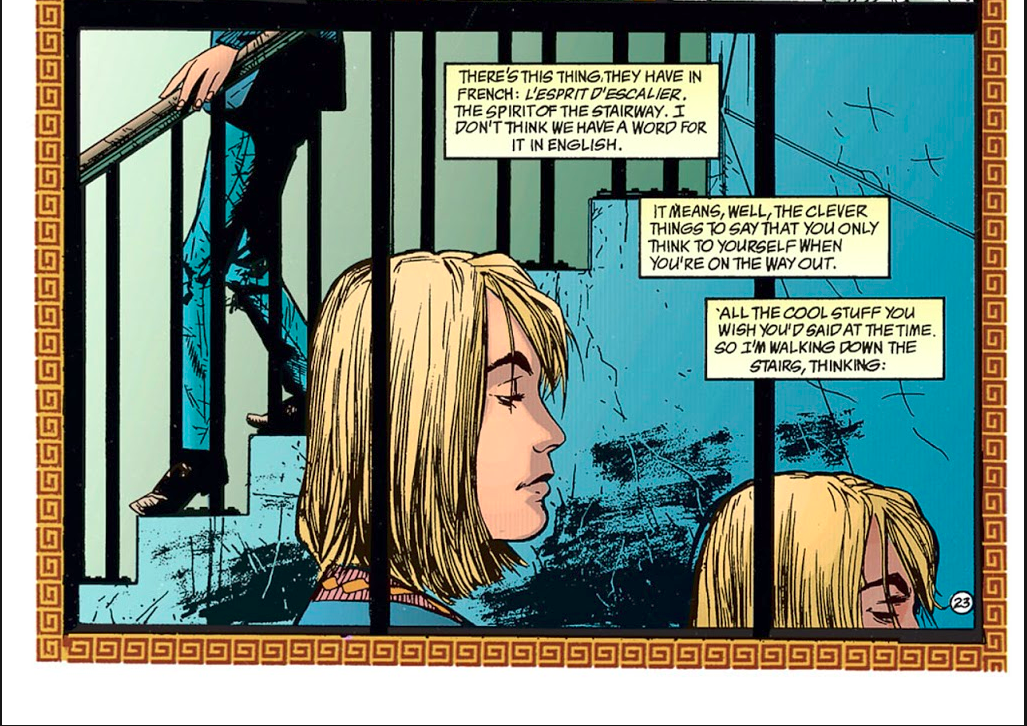 THERE'S THIS THING, THEY HAVE IN
FRENCH: L'ESPRIT D'ESCALIER.
THE SPIRIT OF THE STAIRWAY. I
DON'T THINK WE HAVE A WORD FOR
IT IN ENGLISH.
IT MEANS, WELL, THE CLEVER
THINGS TO SAY THAT YOU ONLY
THINK TO YOURSELF WHEN
YOU'RE ON THE WAY OUT.
'ALL THE COOL STUFF YOU
WISH YOU'D SAID AT THE TIME.
SO I'M WALKING DOWN THE
STAIRS, THINKING:
23